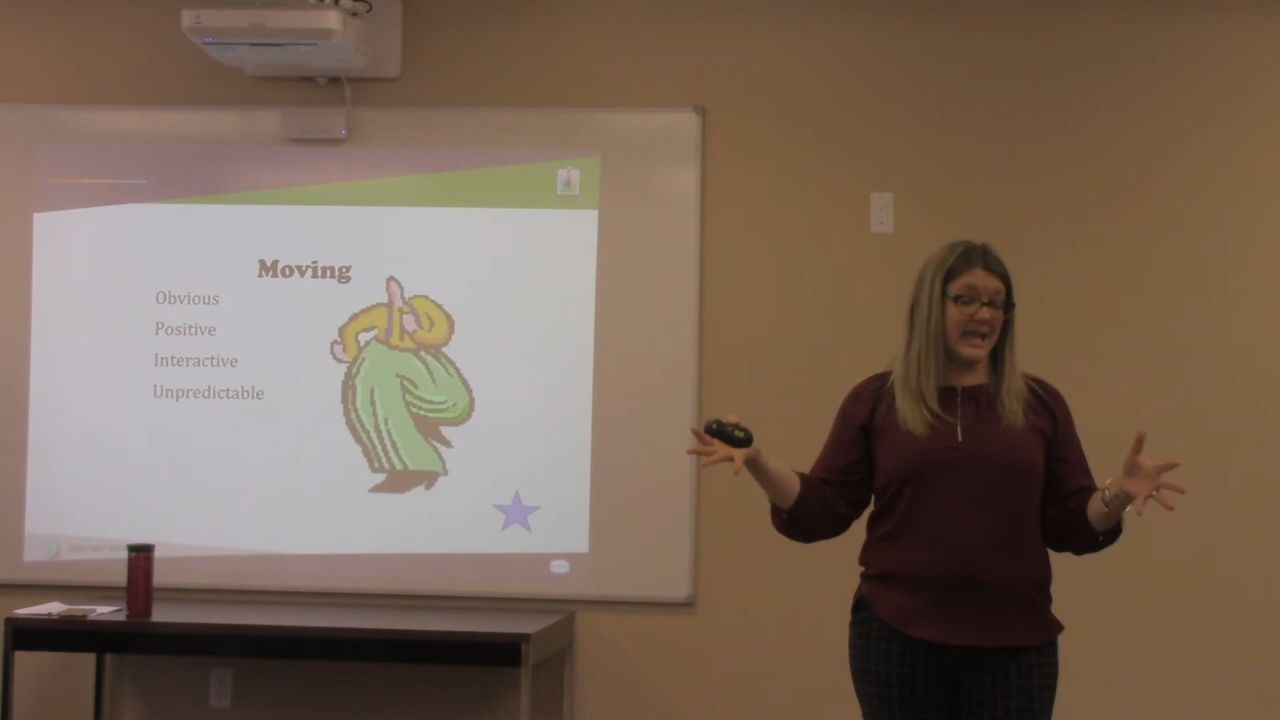 Moving
Obvious
Positive
Interactive
Unpredictable